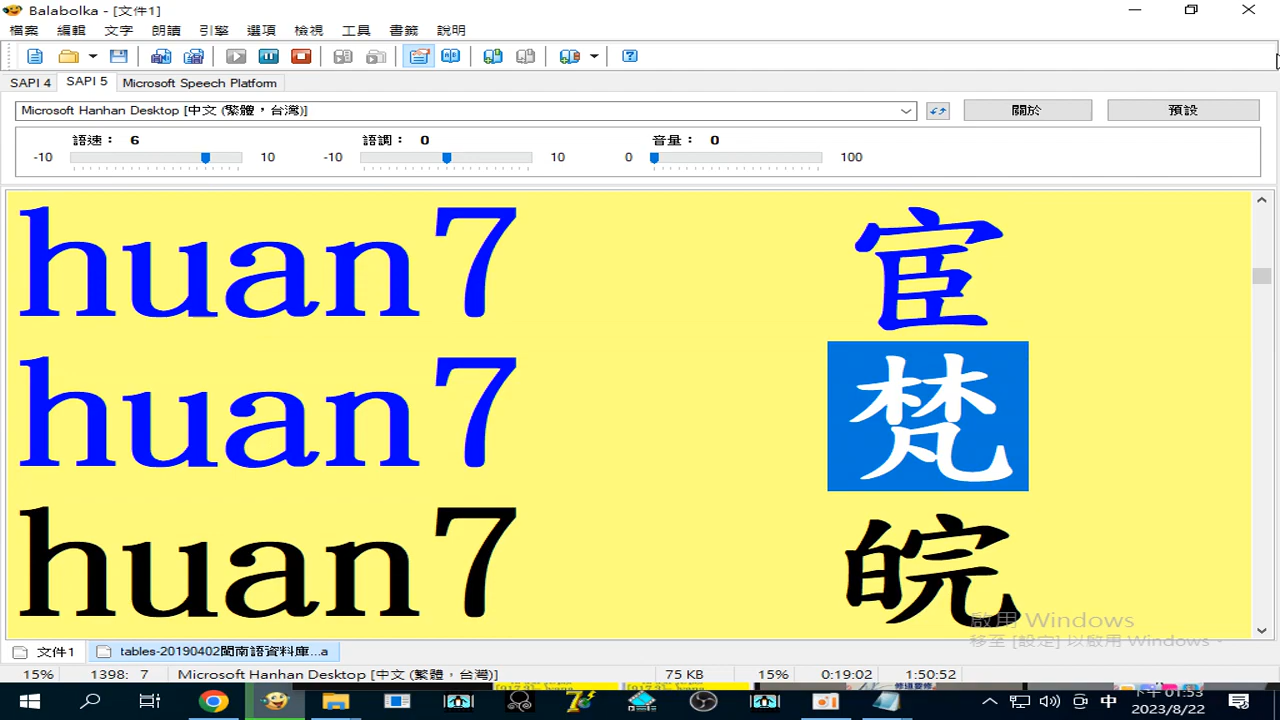 Balabolka - [文件1]
檔案 編輯 文字 朗讀 引擎 選項 檢視 工具 書籤 說明
SAPI 4 SAPI 5 Microsoft Speech Platform
Microsoft Hanhan Desktop [中文 (繁體，台灣)] 關於 預設
語速： 6 語調： 0 音量： 0
-10 10 -10 10 0 100
huan7 宦
huan7 梵
huan7 皖
啟用 Windows
移至 [設定] 以啟用 Windows。
文件1 tables-20190402閩南語資料庫...a
15% 1398: 7 Microsoft Hanhan Desktop [中文 (繁體，台灣)] 75 KB 15% 0:19:02 1:50:52
中 下午 01:53
2023/8/22